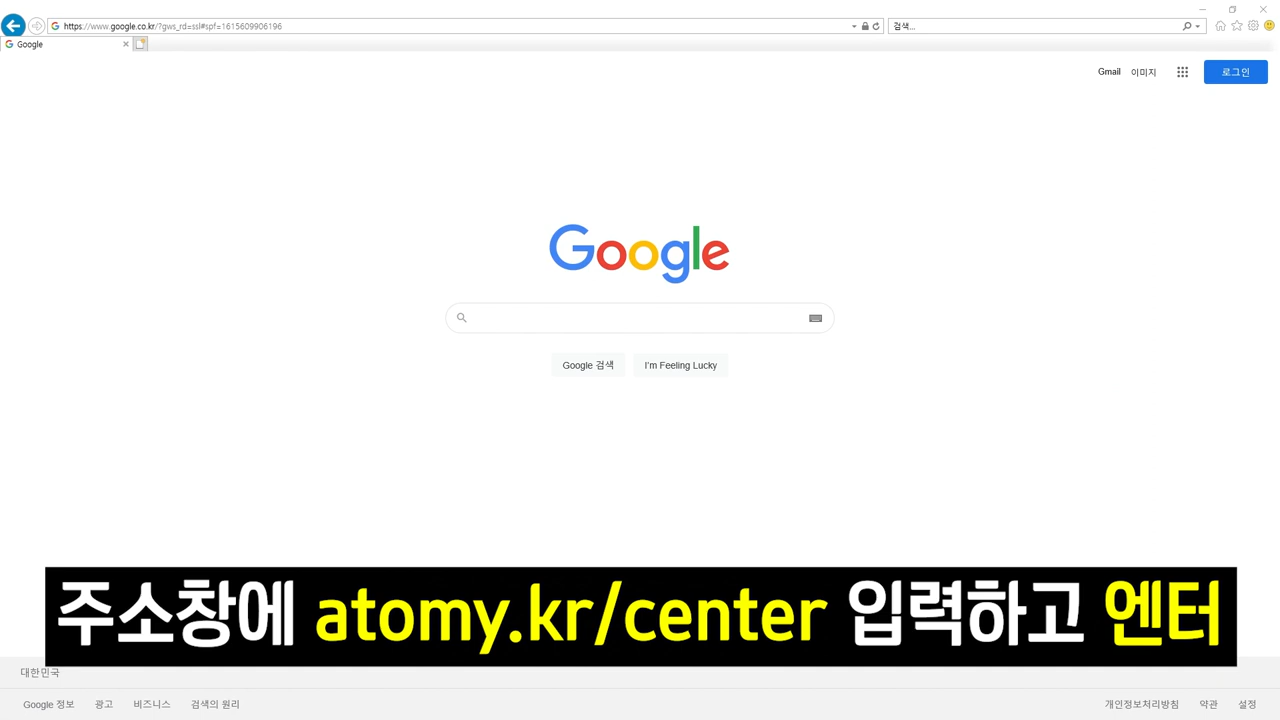 https://www.google.co.kr/?gws_rd=ssl#spf=1615609906196
검색...
Google
Gmail 이미지 로그인
Google
Google 검색 I'm Feeling Lucky
주소창에 atomy.kr/center 입력하고 엔터
대한민국
Google 정보 광고 비즈니스 검색의 원리 개인정보처리방침 약관 설정